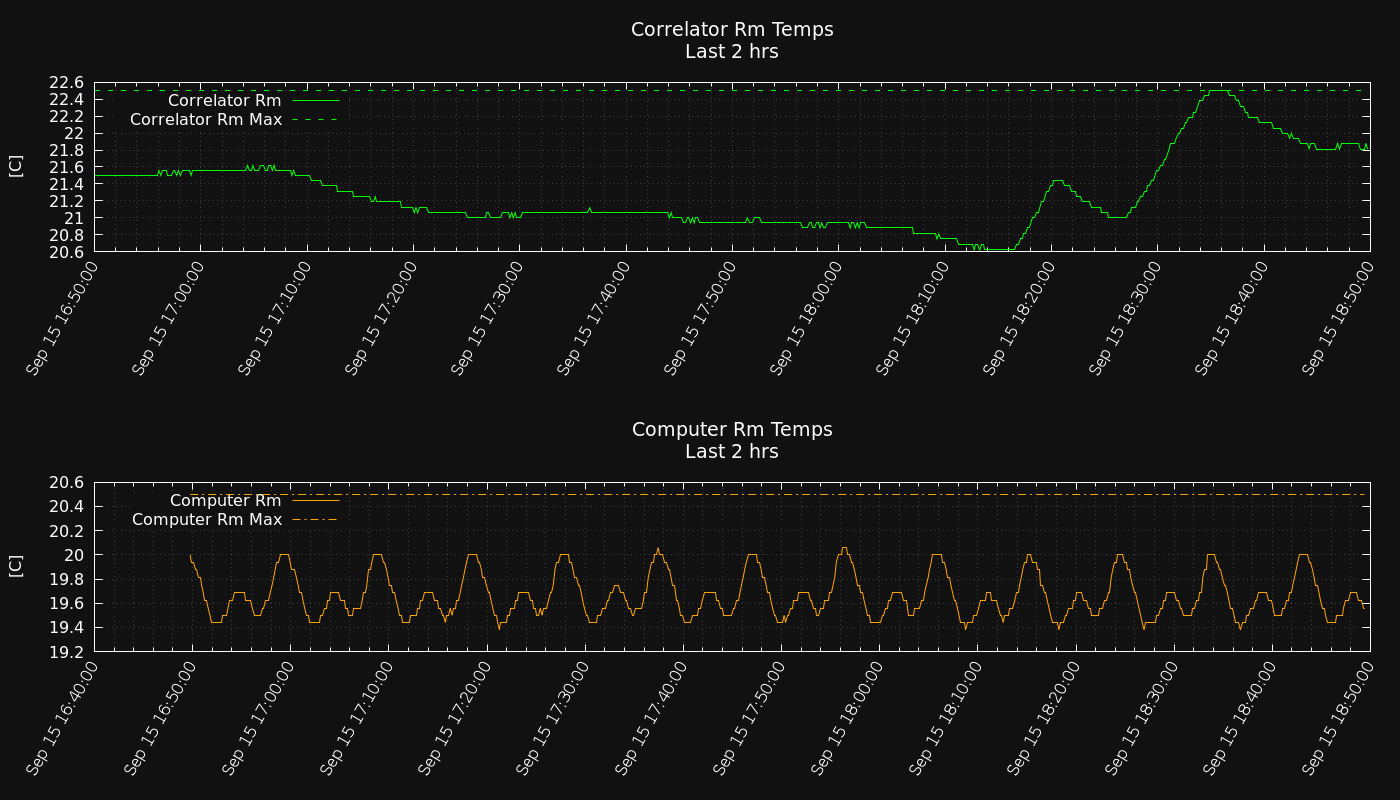 Correlator Rm Temps
Last 2 hrs
22.6
22.4
22.2
22
21.8
21.6
21.4
21.2
21
20.8
20.6
[C]
Correlator Rm
Correlator Rm Max
Sep 15 16:50:00
Sep 15 17:00:00
Sep 15 17:10:00
Sep 15 17:20:00
Sep 15 17:30:00
Sep 15 17:40:00
Sep 15 17:50:00
Sep 15 18:00:00
Sep 15 18:10:00
Sep 15 18:20:00
Sep 15 18:30:00
Sep 15 18:40:00
Sep 15 18:50:00
Computer Rm Temps
Last 2 hrs
20.6
20.4
20.2
20
19.8
19.6
19.4
19.2
[C]
Computer Rm
Computer Rm Max
Sep 15 16:40:00
Sep 15 16:50:00
Sep 15 17:00:00
Sep 15 17:10:00
Sep 15 17:20:00
Sep 15 17:30:00
Sep 15 17:40:00
Sep 15 17:50:00
Sep 15 18:00:00
Sep 15 18:10:00
Sep 15 18:20:00
Sep 15 18:30:00
Sep 15 18:40:00
Sep 15 18:50:00